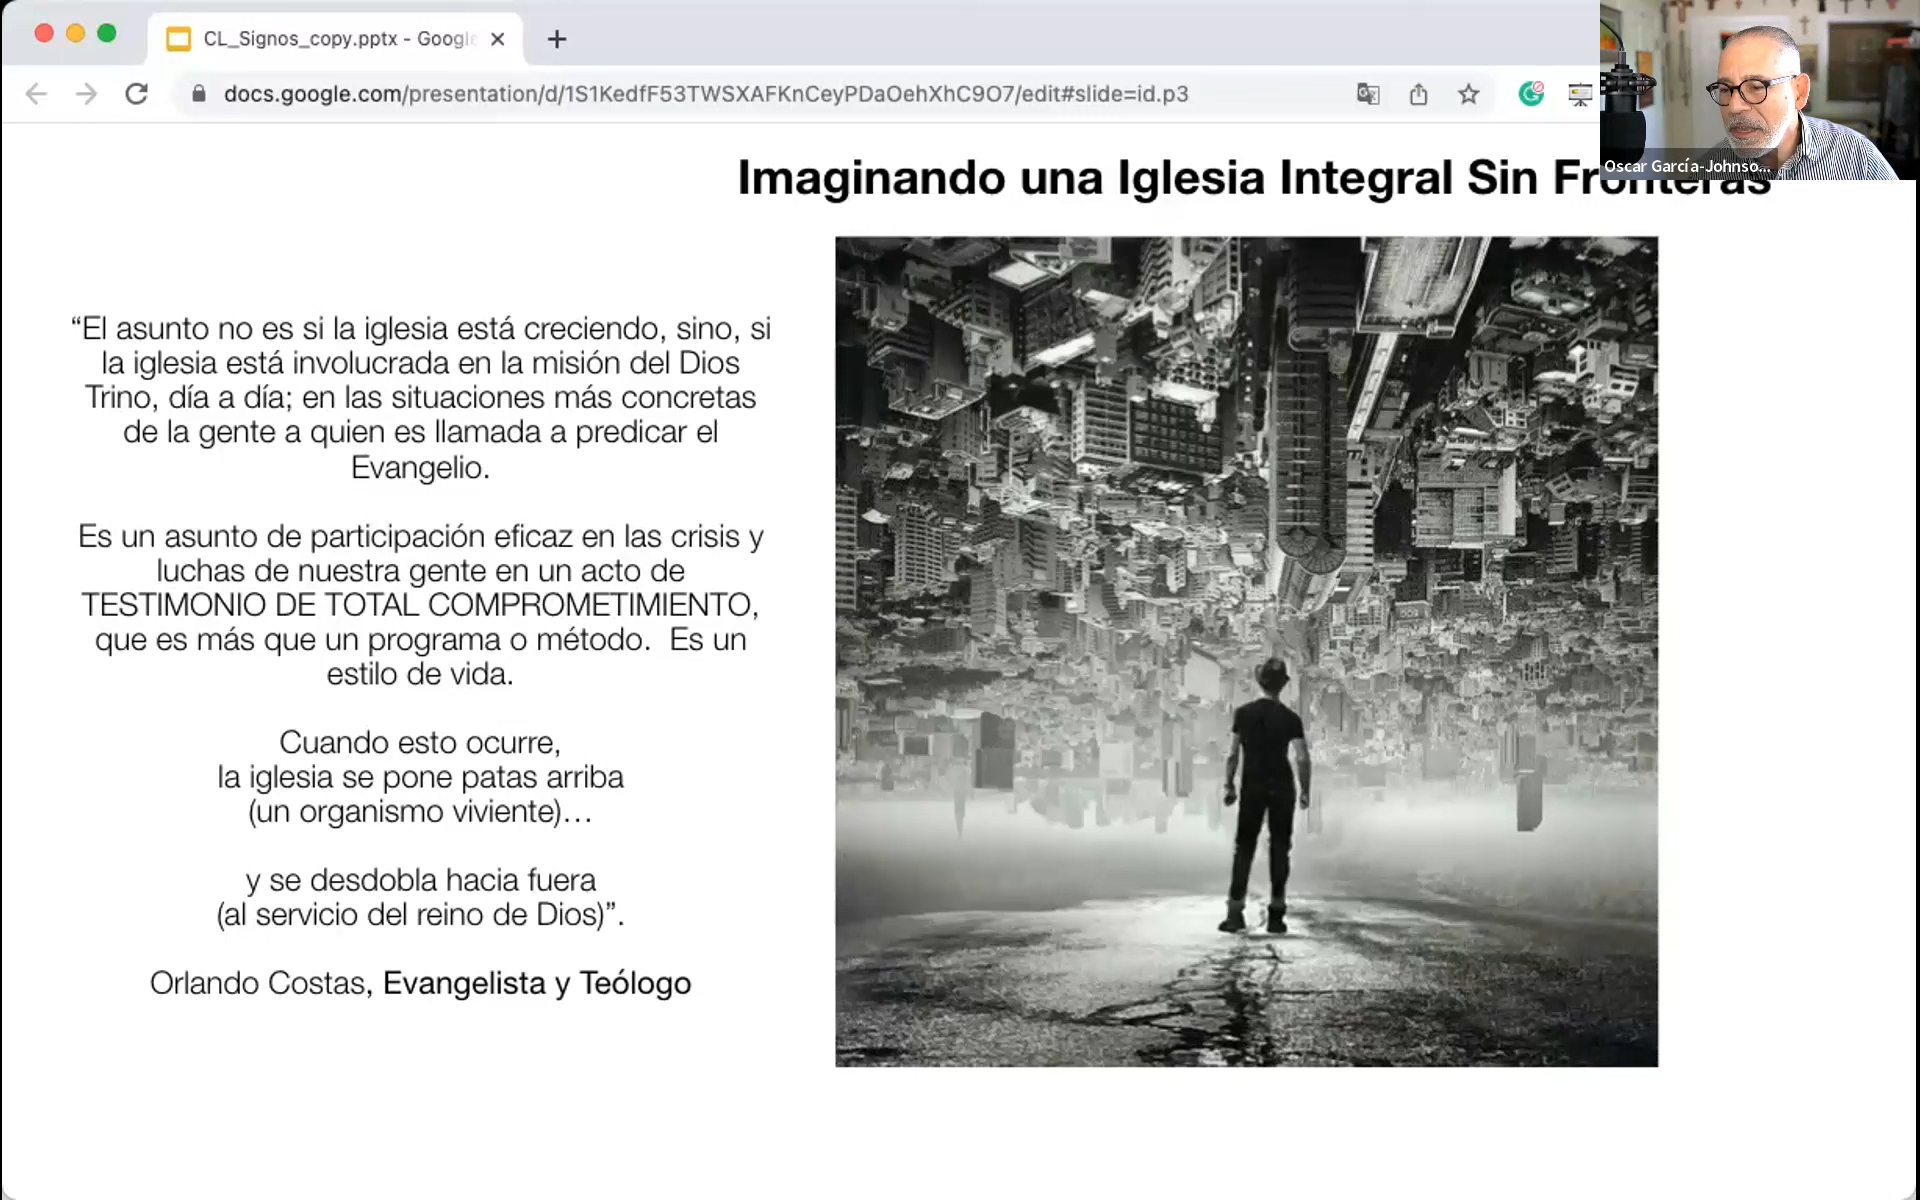 CL_Signos_copy.pptx - Google
docs.google.com/presentation/d/1S1KedfF53TWSXAFKnCeyPDaOehXhC9O7/edit#slide=id.p3
Oscar García-Johnso...
Imaginando una Iglesia Integral Sin Fronteras
“El asunto no es si la iglesia está creciendo, sino, si
la iglesia está involucrada en la misión del Dios
Trino, día a día; en las situaciones más concretas
de la gente a quien es llamada a predicar el
Evangelio.
Es un asunto de participación eficaz en las crisis y
luchas de nuestra gente en un acto de
TESTIMONIO DE TOTAL COMPROMETIMIENTO,
que es más que un programa o método.  Es un
estilo de vida.
Cuando esto ocurre,
la iglesia se pone patas arriba
(un organismo viviente)…
y se desdobla hacia fuera
(al servicio del reino de Dios)”.
Orlando Costas, Evangelista y Teólogo